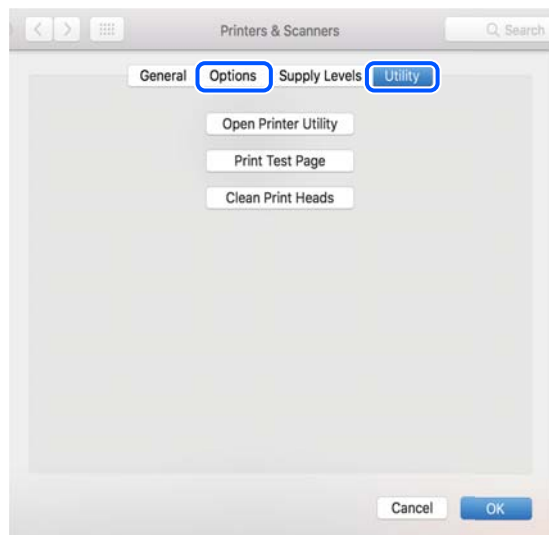 Printers & Scanners Search
General Options Supply Levels Utility
Open Printer Utility
Print Test Page
Clean Print Heads
Cancel OK